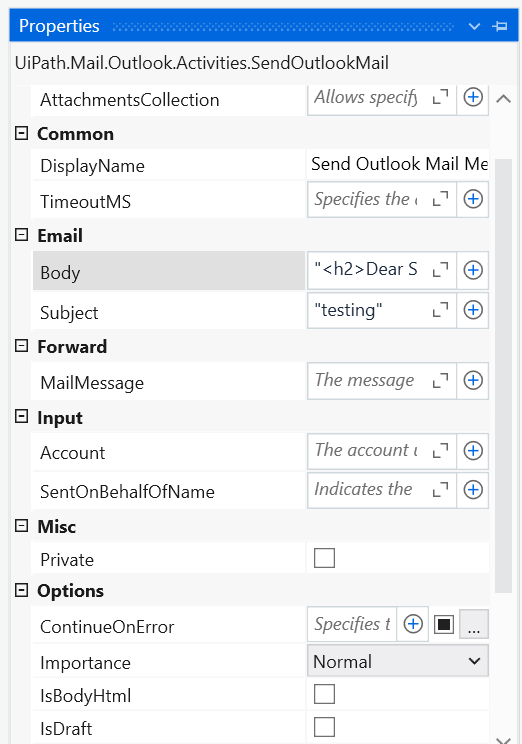 Properties
UiPath.Mail.Outlook.Activities.SendOutlookMail
AttachmentsCollection Allows specify
Common
DisplayName Send Outlook Mail Me
TimeoutMS Specifies the
Email
Body "<h2>Dear S
Subject "testing"
Forward
MailMessage The message
Input
Account The account
SentOnBehalfOfName Indicates the
Misc
Private
Options
ContinueOnError Specifies t ...
Importance Normal
IsBodyHtml
IsDraft